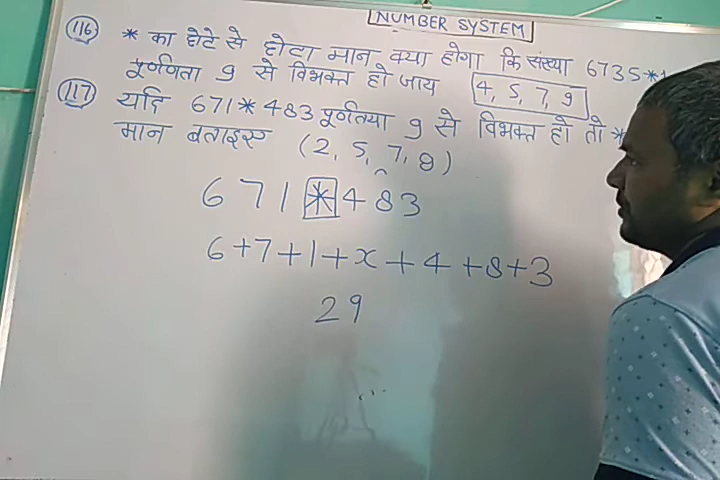 NUMBER SYSTEM
(116) * का छोटे से छोटा मान क्या होगा कि संख्या 6735*1
पूर्णतिता 9 से विभक्त हो जाय 4, 5, 7, 9
(117) यदि 671*483 पूर्णतया 9 से विभक्त हो तो *
मान बताइए (2, 5, 7, 8)
671*483
6+7+1+x+4+8+3
29